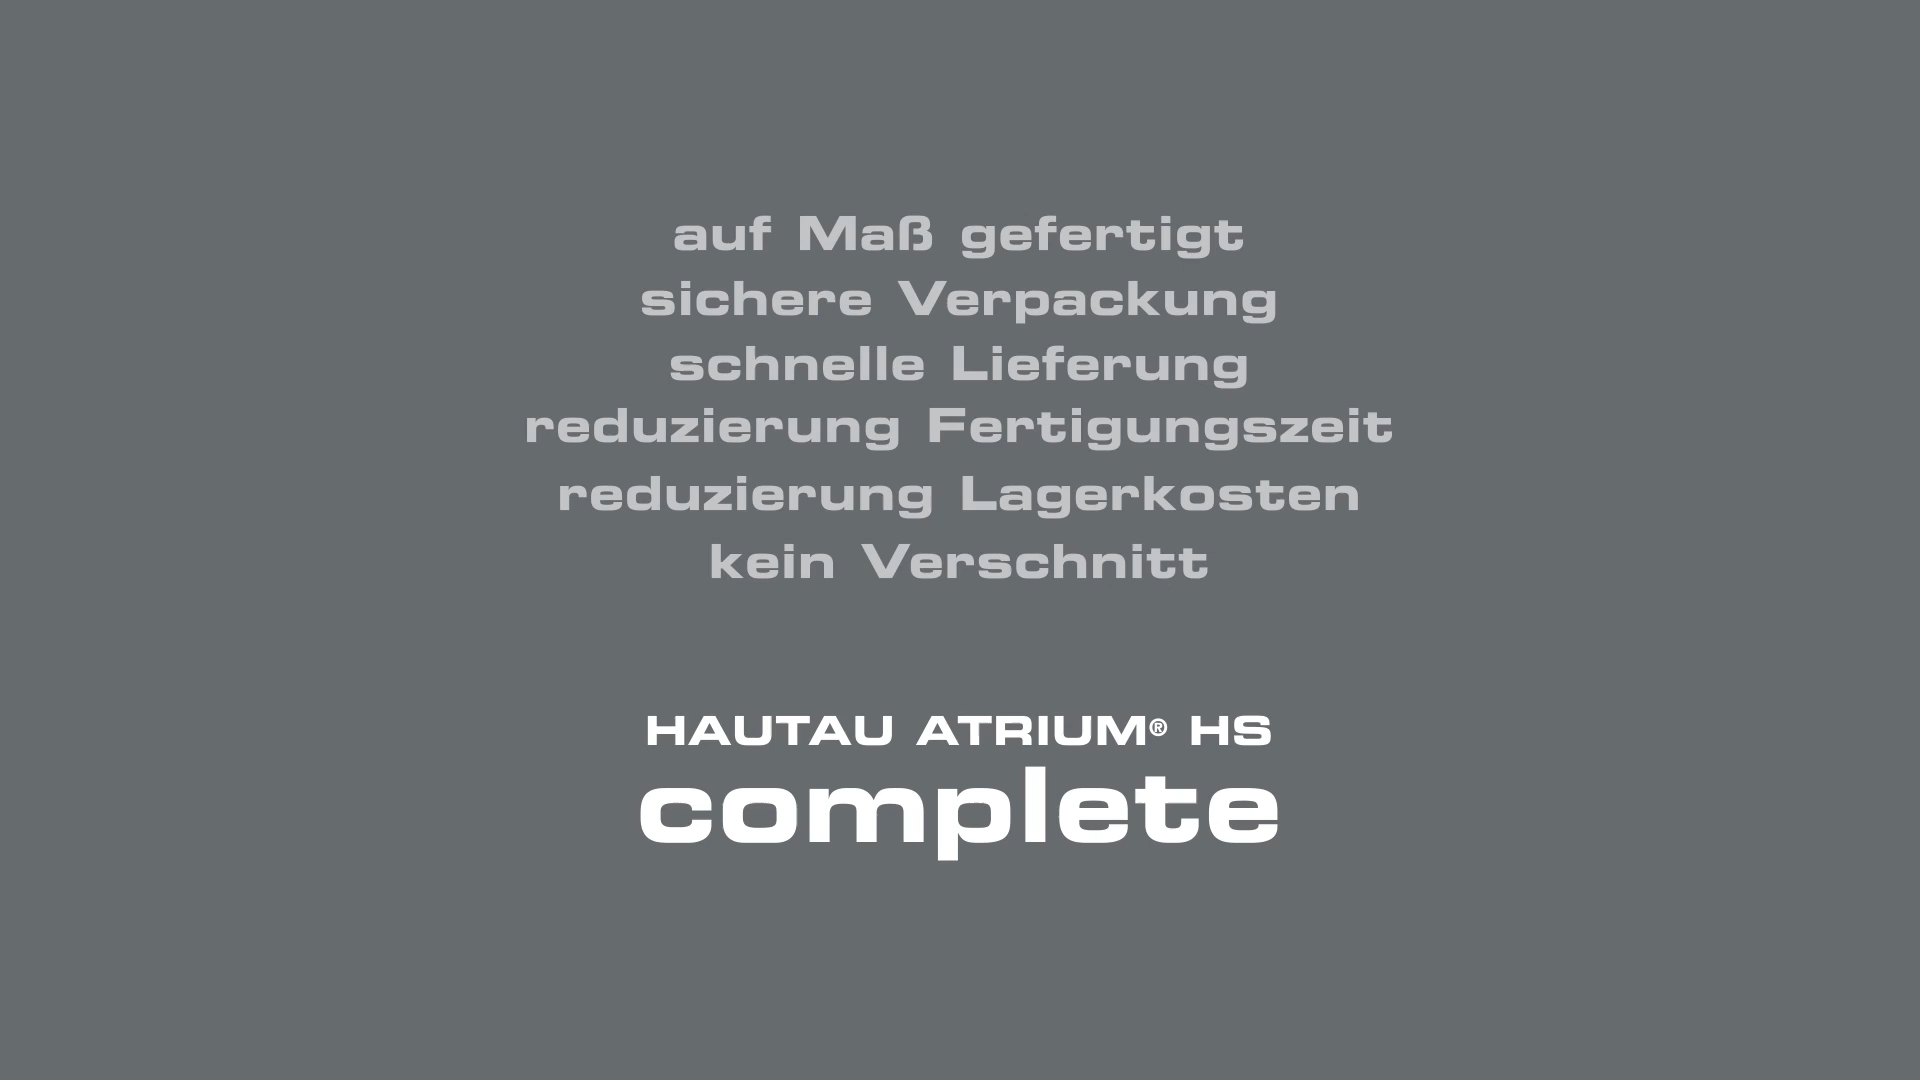 auf Maß gefertigt
sichere Verpackung
schnelle Lieferung
reduzierung Fertigungszeit
reduzierung Lagerkosten
kein Verschnitt
HAUTAU ATRIUM® HS
complete